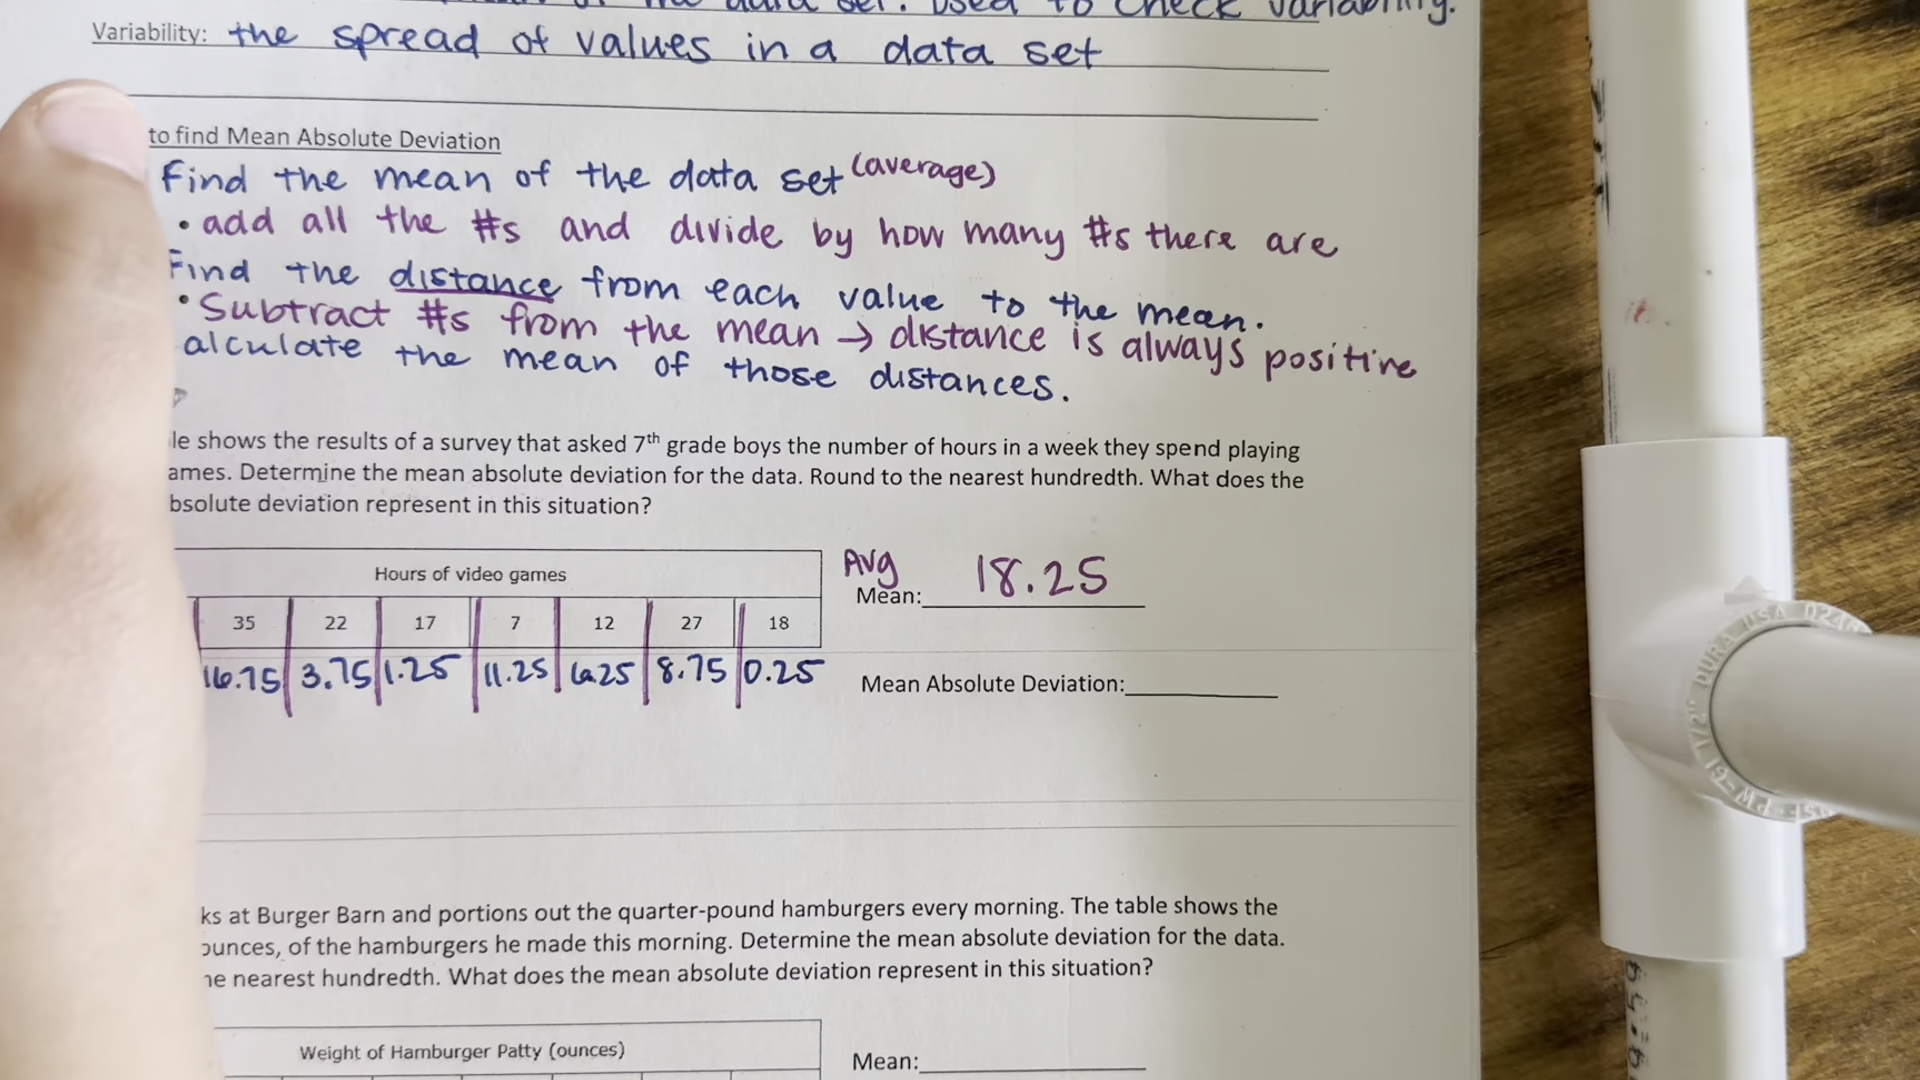 Used to check variability.
Variability: the spread of values in a data set
to find Mean Absolute Deviation
Find the mean of the data set (average)
• add all the #s and divide by how many #s there are
Find the distance from each value to the mean.
• Subtract #s from the mean → distance is always positive
alculate the mean of those distances.
le shows the results of a survey that asked 7th grade boys the number of hours in a week they spend playing
ames. Determine the mean absolute deviation for the data. Round to the nearest hundredth. What does the
bsolute deviation represent in this situation?
Hours of video games
35 22 17 7 12 27 18
16.75 3.75 1.25 11.25 6.25 8.75 0.25
Avg
Mean: 18.25
Mean Absolute Deviation:
ks at Burger Barn and portions out the quarter-pound hamburgers every morning. The table shows the
ounces, of the hamburgers he made this morning. Determine the mean absolute deviation for the data.
he nearest hundredth. What does the mean absolute deviation represent in this situation?
Weight of Hamburger Patty (ounces)
Mean:
1/2" DURA USA